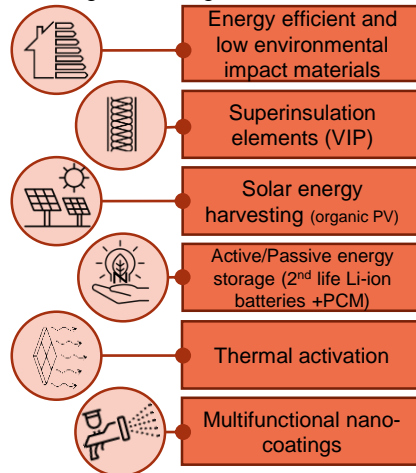 Energy efficient and
low environmental
impact materials
Superinsulation
elements (VIP)
Solar energy
harvesting (organic PV)
Active/Passive energy
storage (2nd life Li-ion
batteries +PCM)
Thermal activation
Multifunctional nano-
coatings